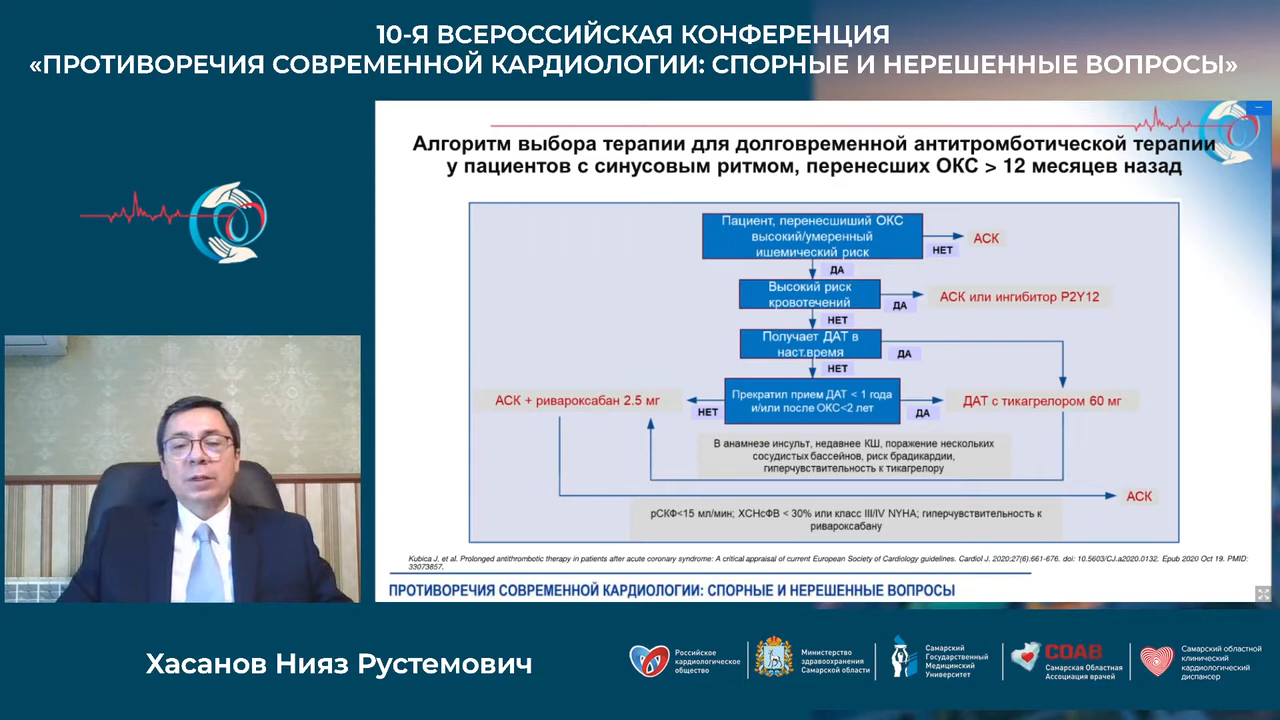 10-Я ВСЕРОССИЙСКАЯ КОНФЕРЕНЦИЯ
«ПРОТИВОРЕЧИЯ СОВРЕМЕННОЙ КАРДИОЛОГИИ: СПОРНЫЕ И НЕРЕШЕННЫЕ ВОПРОСЫ»
Алгоритм выбора терапии для долговременной антитромботической терапии
у пациентов с синусовым ритмом, перенесших ОКС > 12 месяцев назад
Пациент, перенесшиший ОКС
высокий/умеренный
ишемический риск
НЕТ
АСК
ДА
Высокий риск
кровотечений
ДА
АСК или ингибитор P2Y12
НЕТ
Получает ДАТ в
наст.время
ДА
НЕТ
АСК + ривароксабан 2.5 мг
НЕТ
Прекратил прием ДАТ < 1 года
и/или после ОКС<2 лет
ДА
ДАТ с тикагрелором 60 мг
В анамнезе инсульт, недавнее КШ, поражение нескольких
сосудистых бассейнов, риск брадикардии,
гиперчувствительность к тикагрелору
АСК
рСКФ<15 мл/мин; ХСНсФВ < 30% или класс III/IV NYHA; гиперчувствительность к
ривароксабану
Kubica J, et al. Prolonged antithrombotic therapy in patients after acute coronary syndrome: A critical appraisal of current European Society of Cardiology guidelines. Cardiol J. 2020;27(6):661-676. doi: 10.5603/CJ.a2020.0132. Epub 2020 Oct 19. PMID:
33073857.
ПРОТИВОРЕЧИЯ СОВРЕМЕННОЙ КАРДИОЛОГИИ: СПОРНЫЕ И НЕРЕШЕННЫЕ ВОПРОСЫ
Хасанов Нияз Рустемович
Российское
кардиологическое
общество
Министерство
здравоохранения
Самарской области
Самарский
Государственный
Медицинский
Университет
СОАВ
Самарская Областная
Ассоциация врачей
Самарский областной
клинический
кардиологический
диспансер